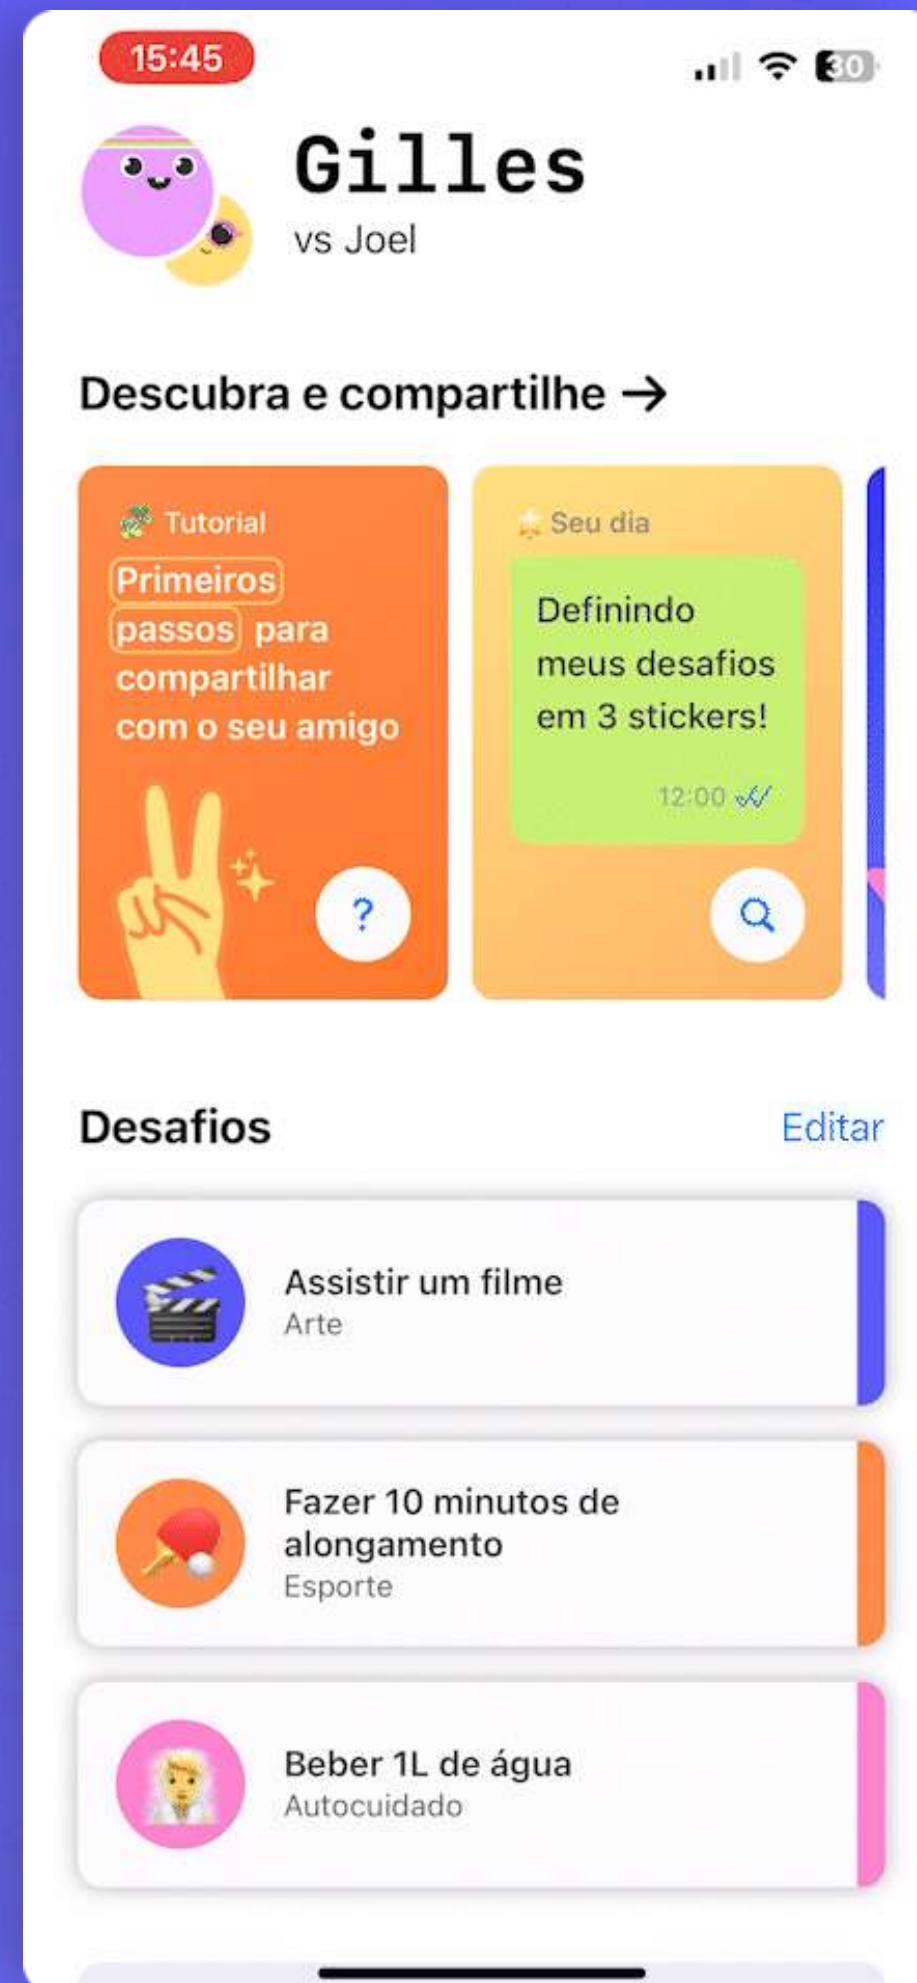 15:45
30
Gilles
vs Joel
Descubra e compartilhe →
Tutorial
Primeiros
passos para
compartilhar
com o seu amigo
?
Seu dia
Definindo
meus desafios
em 3 stickers!
12:00
Desafios
Editar
Assistir um filme
Arte
Fazer 10 minutos de
alongamento
Esporte
Beber 1L de água
Autocuidado